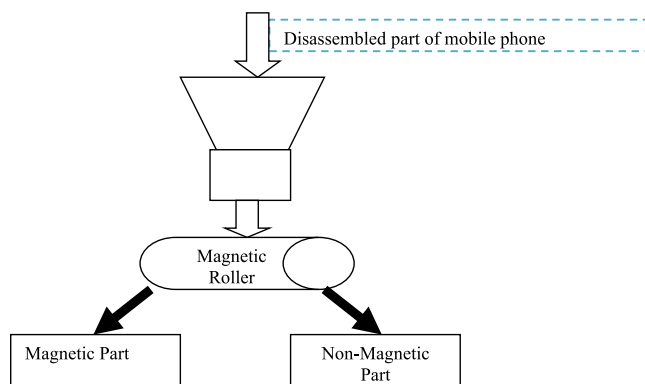 Disassembled part of mobile phone
Magnetic
Roller
Magnetic Part
Non-Magnetic
Part